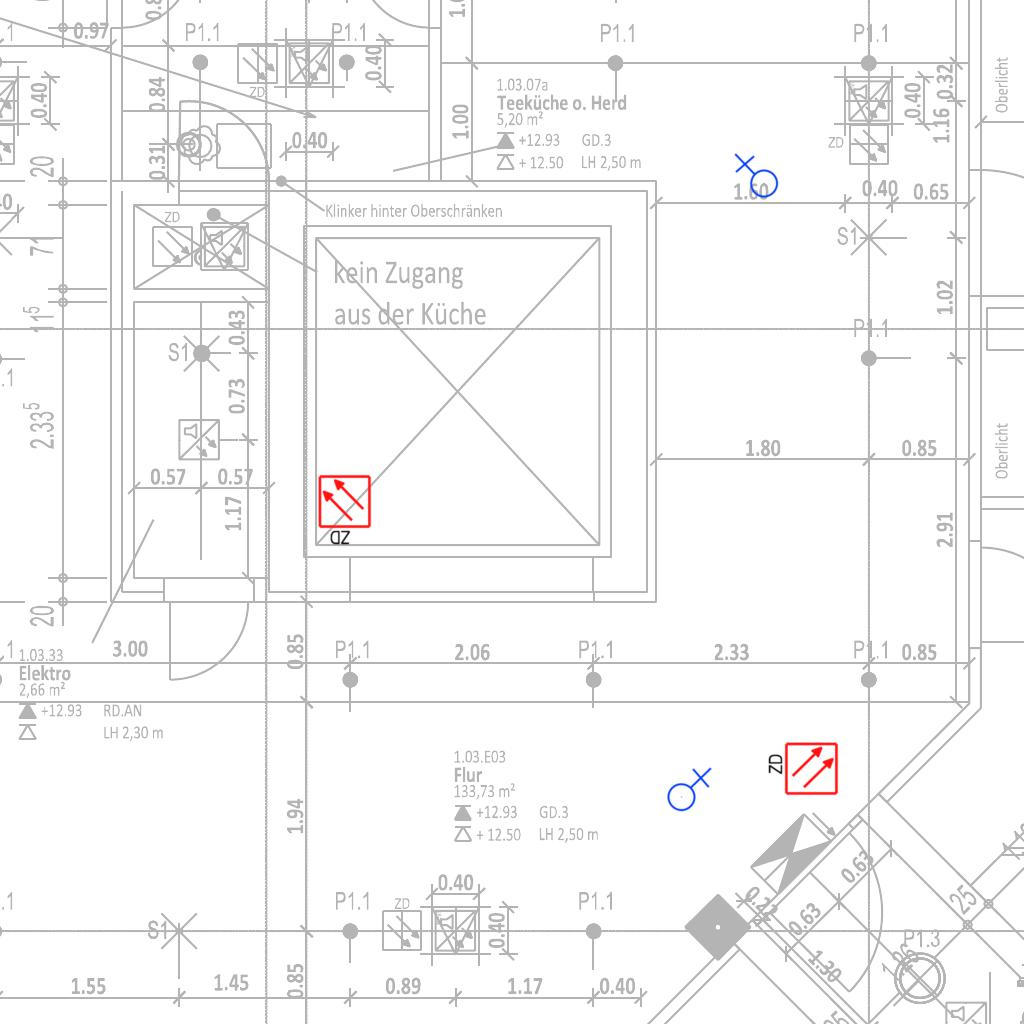 P1.1
P1.1
P1.1
P1.1
0.97
0.40
ZD
0.84
0.40
0.31
1.00
1.03.07a
Teeküche o. Herd
5,20 m²
+12.93 GD.3
+ 12.50 LH 2,50 m
0.40
0.32
1.16
ZD
Oberlicht
0.40
20
Klinker hinter Oberschränken
1.60
0.40
0.65
ZD
71
kein Zugang
aus der Küche
S1
1.02
11⁵
0.43
S1
P1.1
2.33⁵
0.73
0.57
0.57
1.17
1.80
0.85
Oberlicht
2.91
ZD
20
3.00
0.85
P1.1
2.06
P1.1
2.33
P1.1
0.85
1.03.33
Elektro
2,66 m²
+12.93 RD.AN
LH 2,30 m
1.03.E03
Flur
133,73 m²
+12.93 GD.3
+ 12.50 LH 2,50 m
ZD
1.94
0.63
0.22
0.63
1.30
25
P1.3
0.40
P1.1
ZD
0.40
P1.1
S1
1.55
1.45
0.85
0.89
1.17
0.40